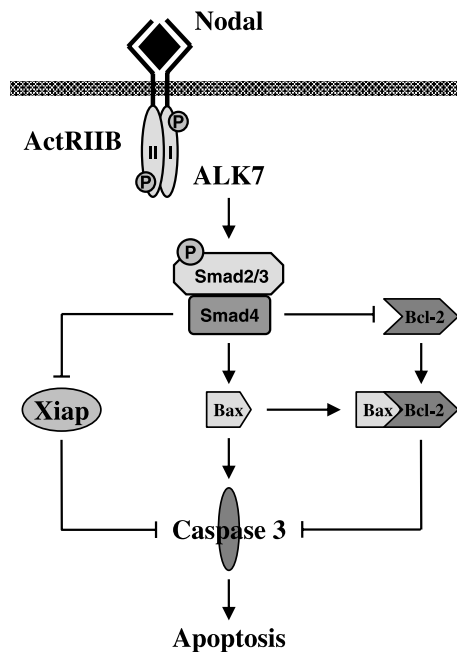 Nodal
ActRIIB
P
II I
P
ALK7
P
Smad2/3
Smad4
Bcl-2
Xiap
Bax
Bax Bcl-2
Caspase 3
Apoptosis